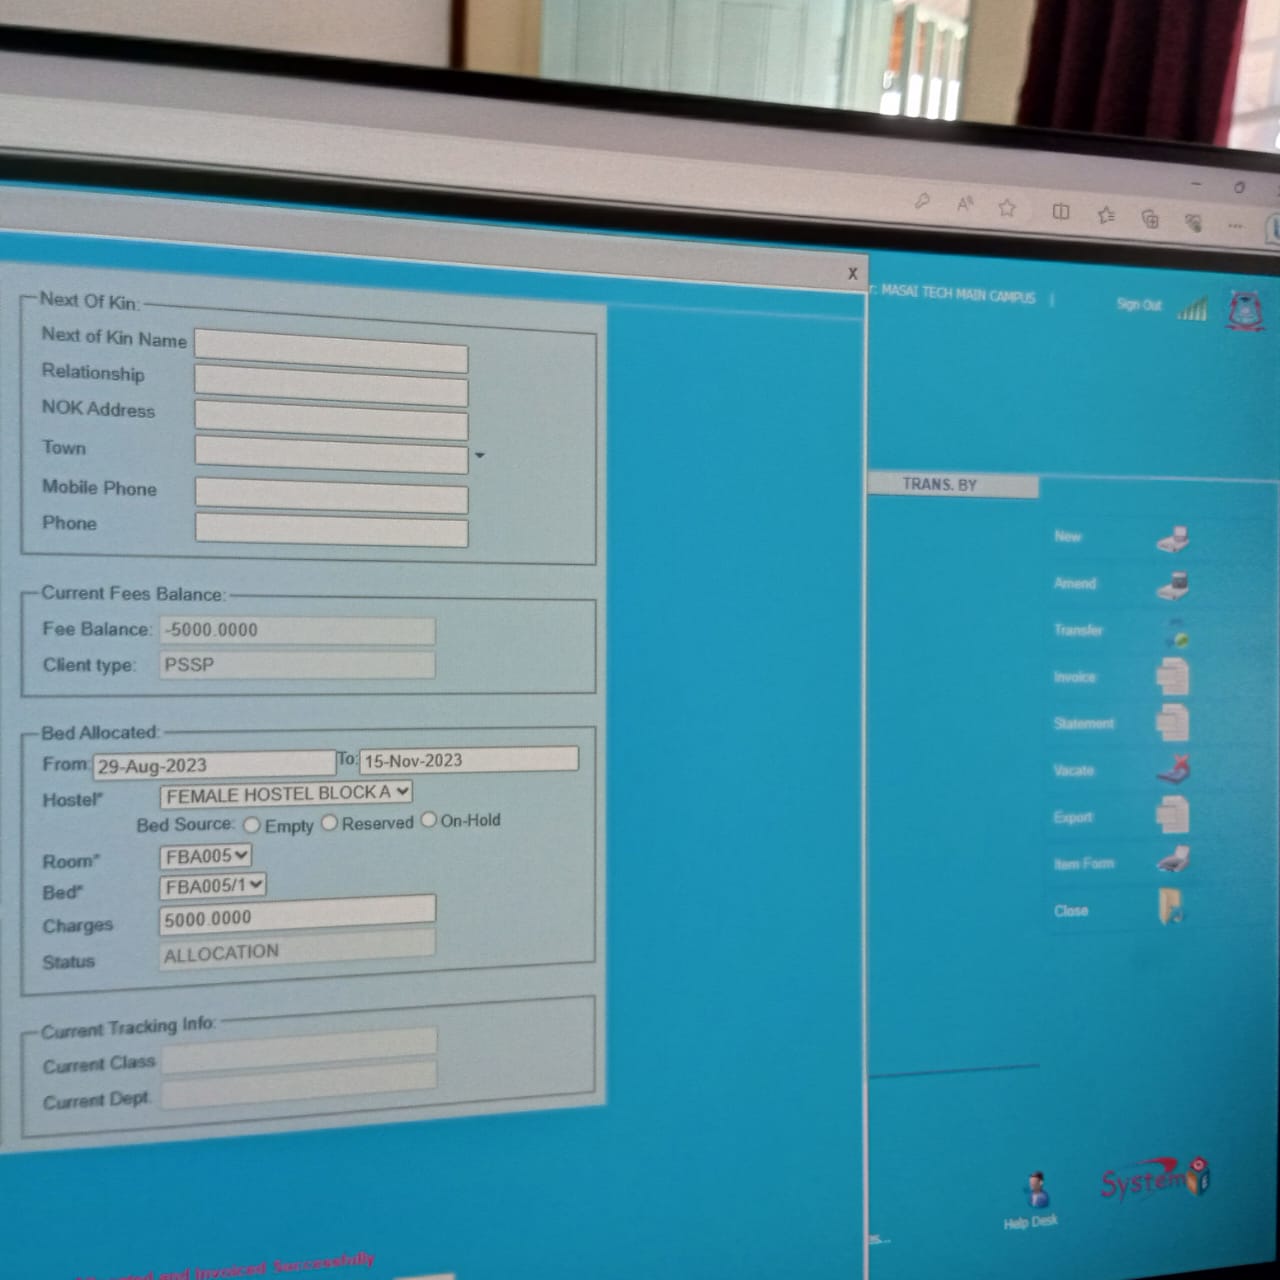 r: MASAI TECH MAIN CAMPUS |
Sign Out
X
Next Of Kin:
Next of Kin Name
Relationship
NOK Address
Town
Mobile Phone
Phone
Current Fees Balance:
Fee Balance: -5000.0000
Client type: PSSP
Bed Allocated:
From: 29-Aug-2023 To: 15-Nov-2023
Hostel* FEMALE HOSTEL BLOCK A
Bed Source: Empty Reserved On-Hold
Room* FBA005
Bed* FBA005/1
Charges 5000.0000
Status ALLOCATION
Current Tracking Info:
Current Class
Current Dept.
and Invoiced Successfully
TRANS. BY
New
Amend
Transfer
Invoice
Statement
Vacate
Export
Item Form
Close
Help Desk
System